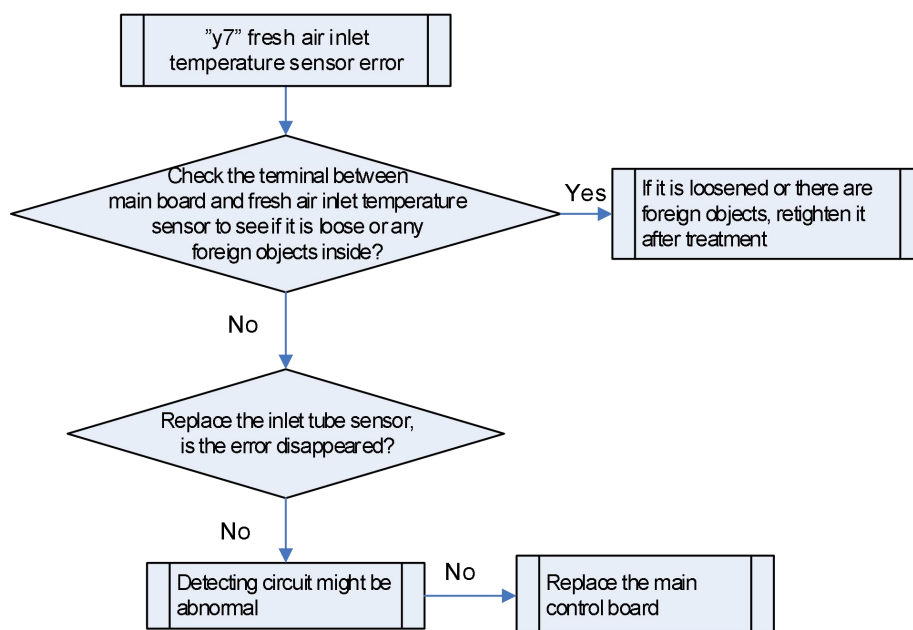 ”y7” fresh air inlet
temperature sensor error
Check the terminal between
main board and fresh air inlet temperature
sensor to see if it is loose or any
foreign objects inside?
Yes
If it is loosened or there are
foreign objects, retighten it
after treatment
No
Replace the inlet tube sensor,
is the error disappeared?
No
Detecting circuit might be
abnormal
No
Replace the main
control board